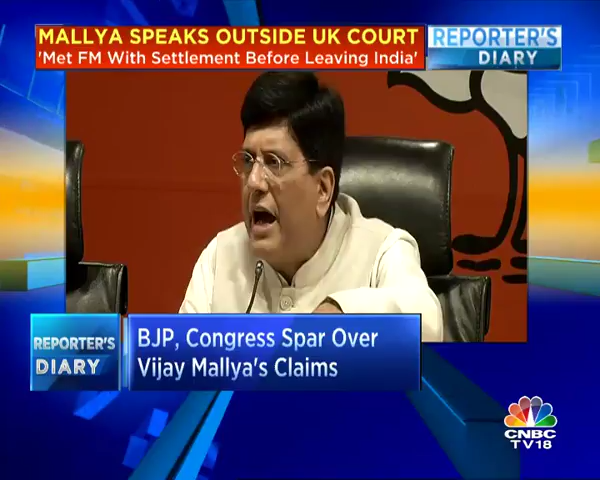 MALLYA SPEAKS OUTSIDE UK COURT
'Met FM With Settlement Before Leaving India'
REPORTER'S
DIARY
REPORTER'S
DIARY
BJP, Congress Spar Over
Vijay Mallya's Claims
CNBC
TV18